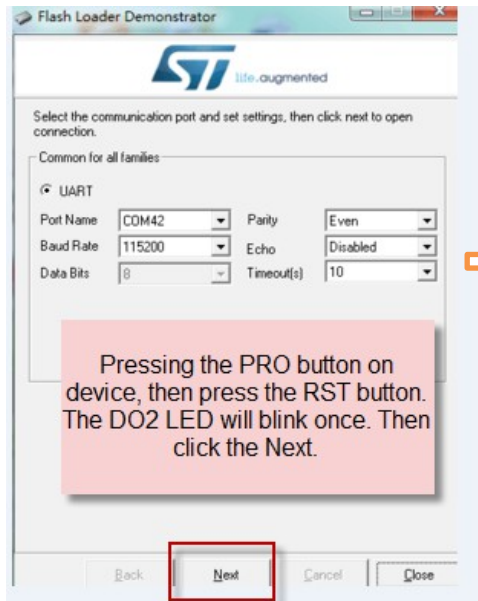 Flash Loader Demonstrator
ST life.augmented
Select the communication port and set settings, then click next to open
connection.
Common for all families
UART
Port Name COM42 Parity Even
Baud Rate 115200 Echo Disabled
Data Bits 8 Timeout(s) 10
Pressing the PRO button on
device, then press the RST button.
The DO2 LED will blink once. Then
click the Next.
Back Next Cancel Close